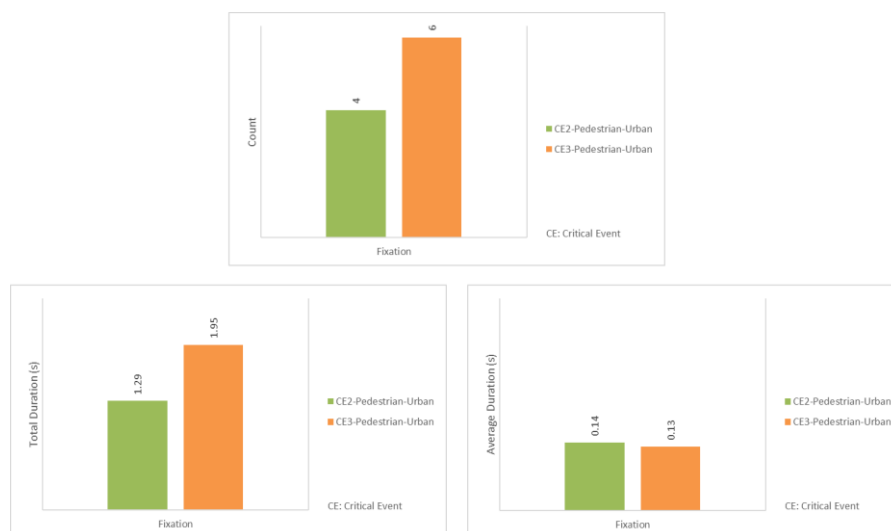 6
4
Count
CE2-Pedestrian-Urban
CE3-Pedestrian-Urban
CE: Critical Event
Fixation
1.95
1.29
Total Duration (s)
CE2-Pedestrian-Urban
CE3-Pedestrian-Urban
CE: Critical Event
Fixation
0.14
0.13
Average Duration (s)
CE2-Pedestrian-Urban
CE3-Pedestrian-Urban
CE: Critical Event
Fixation